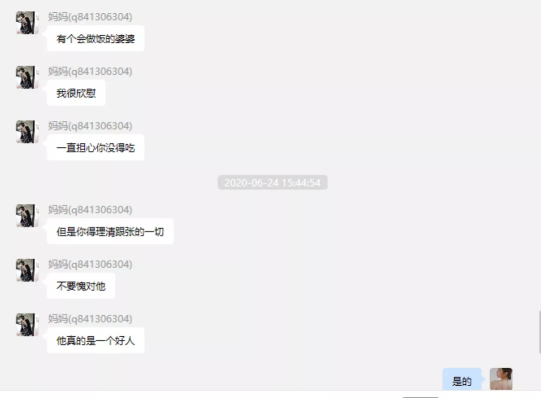 妈妈(q841306304)
有个会做饭的婆婆
妈妈(q841306304)
我很欣慰
妈妈(q841306304)
一直担心你没得吃
2020-06-24 15:44:54
妈妈(q841306304)
但是你得理清跟张的一切
妈妈(q841306304)
不要愧对他
妈妈(q841306304)
他真的是一个好人
是的